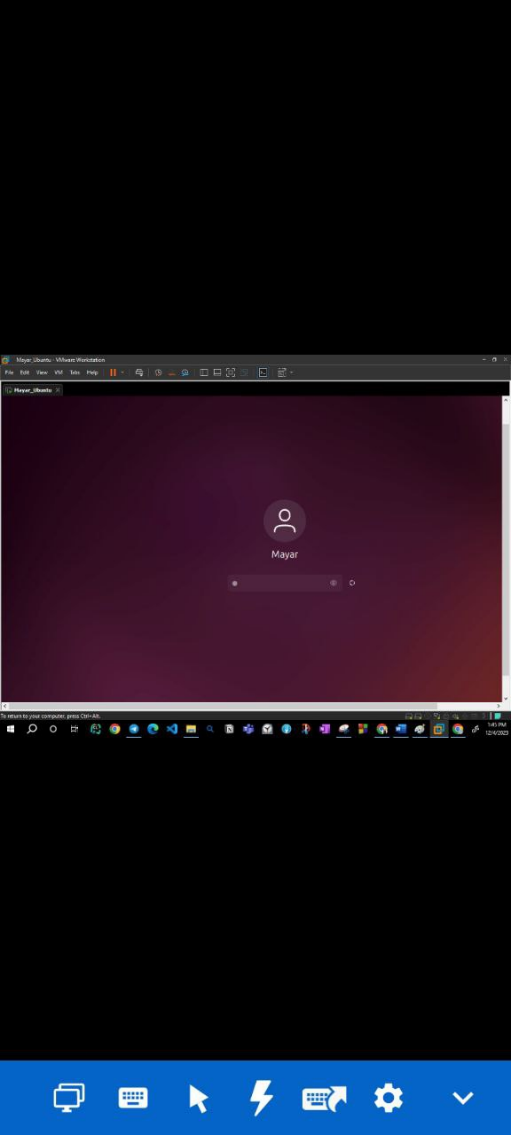 Mayar_Ubuntu - VMware Workstation
File Edit View VM Tabs Help
Mayar_Ubuntu
Mayar
To return to your computer, press Ctrl+Alt.
1:45 PM
12/4/2023